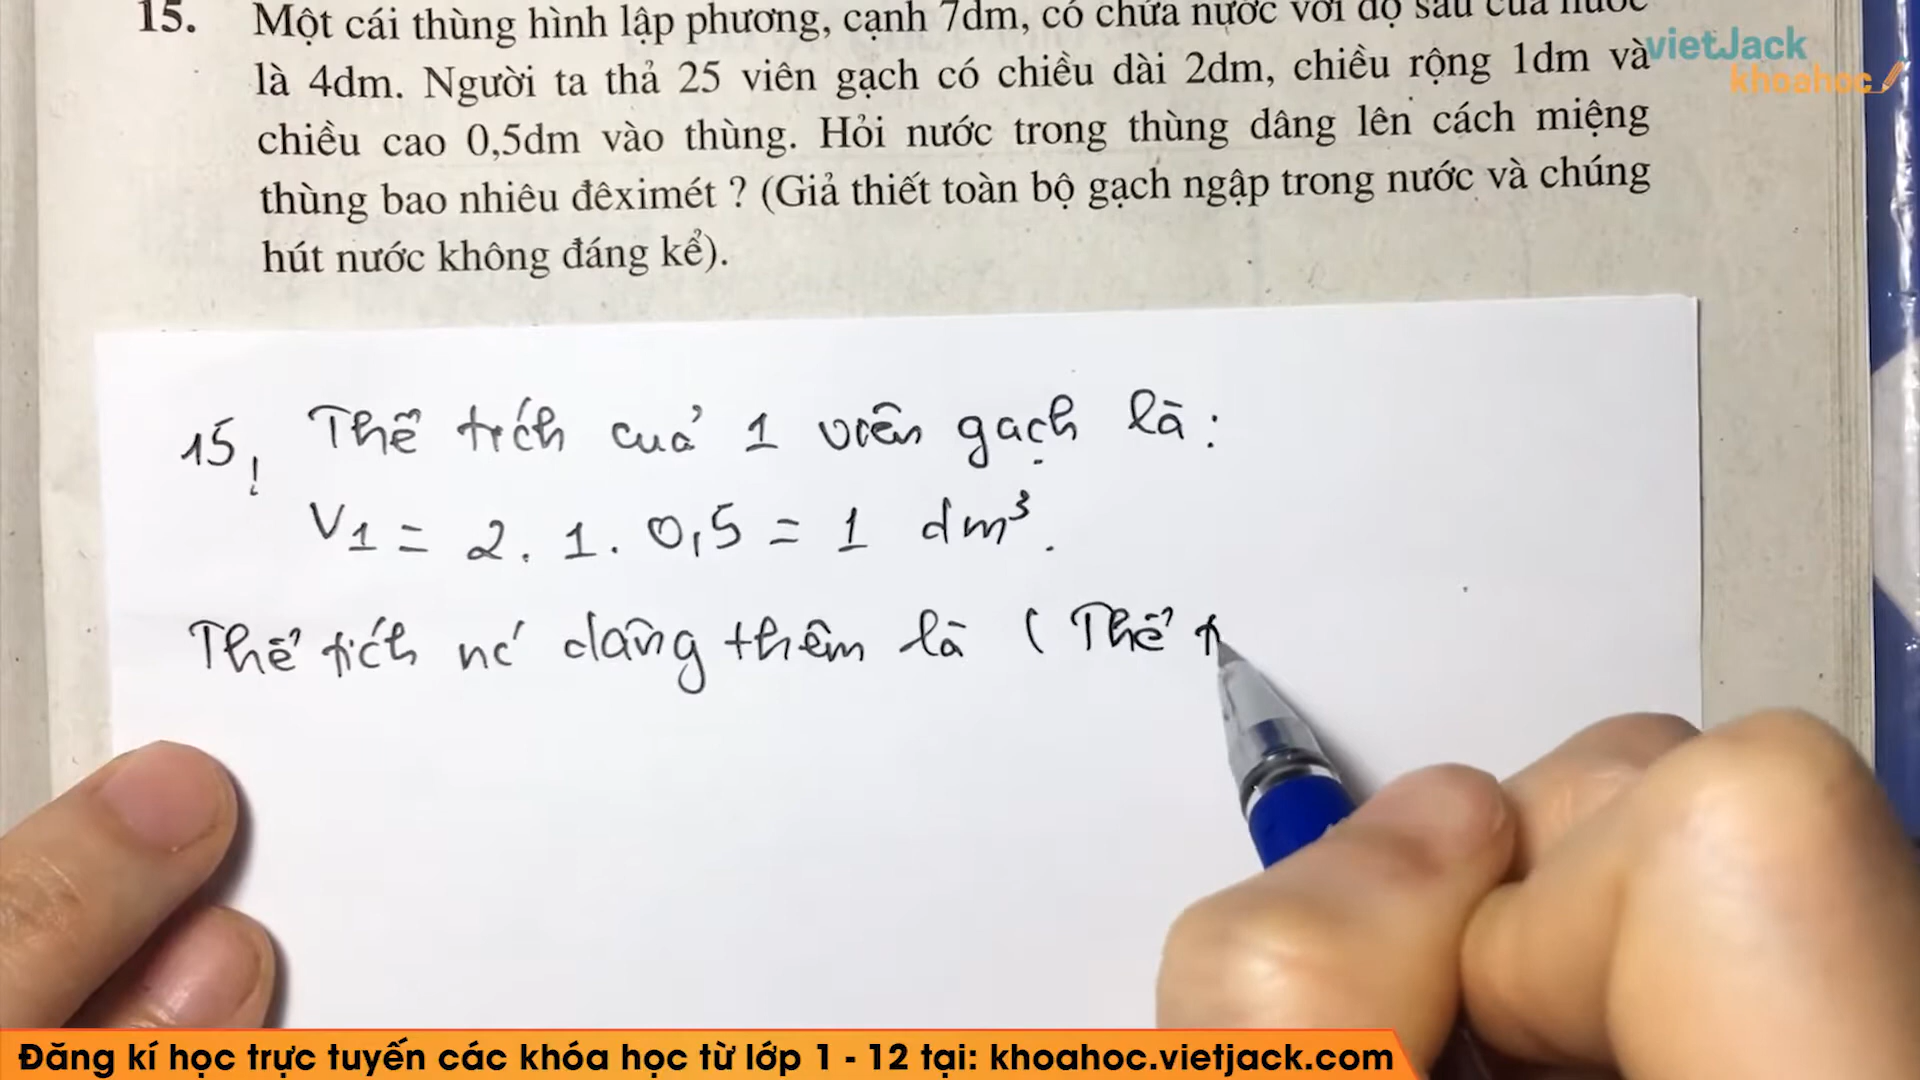 15. Một cái thùng hình lập phương, cạnh 7dm, có chứa nước với độ sâu của nước
là 4dm. Người ta thả 25 viên gạch có chiều dài 2dm, chiều rộng 1dm và
chiều cao 0,5dm vào thùng. Hỏi nước trong thùng dâng lên cách miệng
thùng bao nhiêu đêximét ? (Giả thiết toàn bộ gạch ngập trong nước và chúng
hút nước không đáng kể).
vietJack
khoahoc
15, Thể tích của 1 viên gạch là:
V1 = 2 . 1 . 0,5 = 1 dm³.
Thể tích nć dâng thêm là ( Thể t
Đăng kí học trực tuyến các khóa học từ lớp 1 - 12 tại: khoahoc.vietjack.com